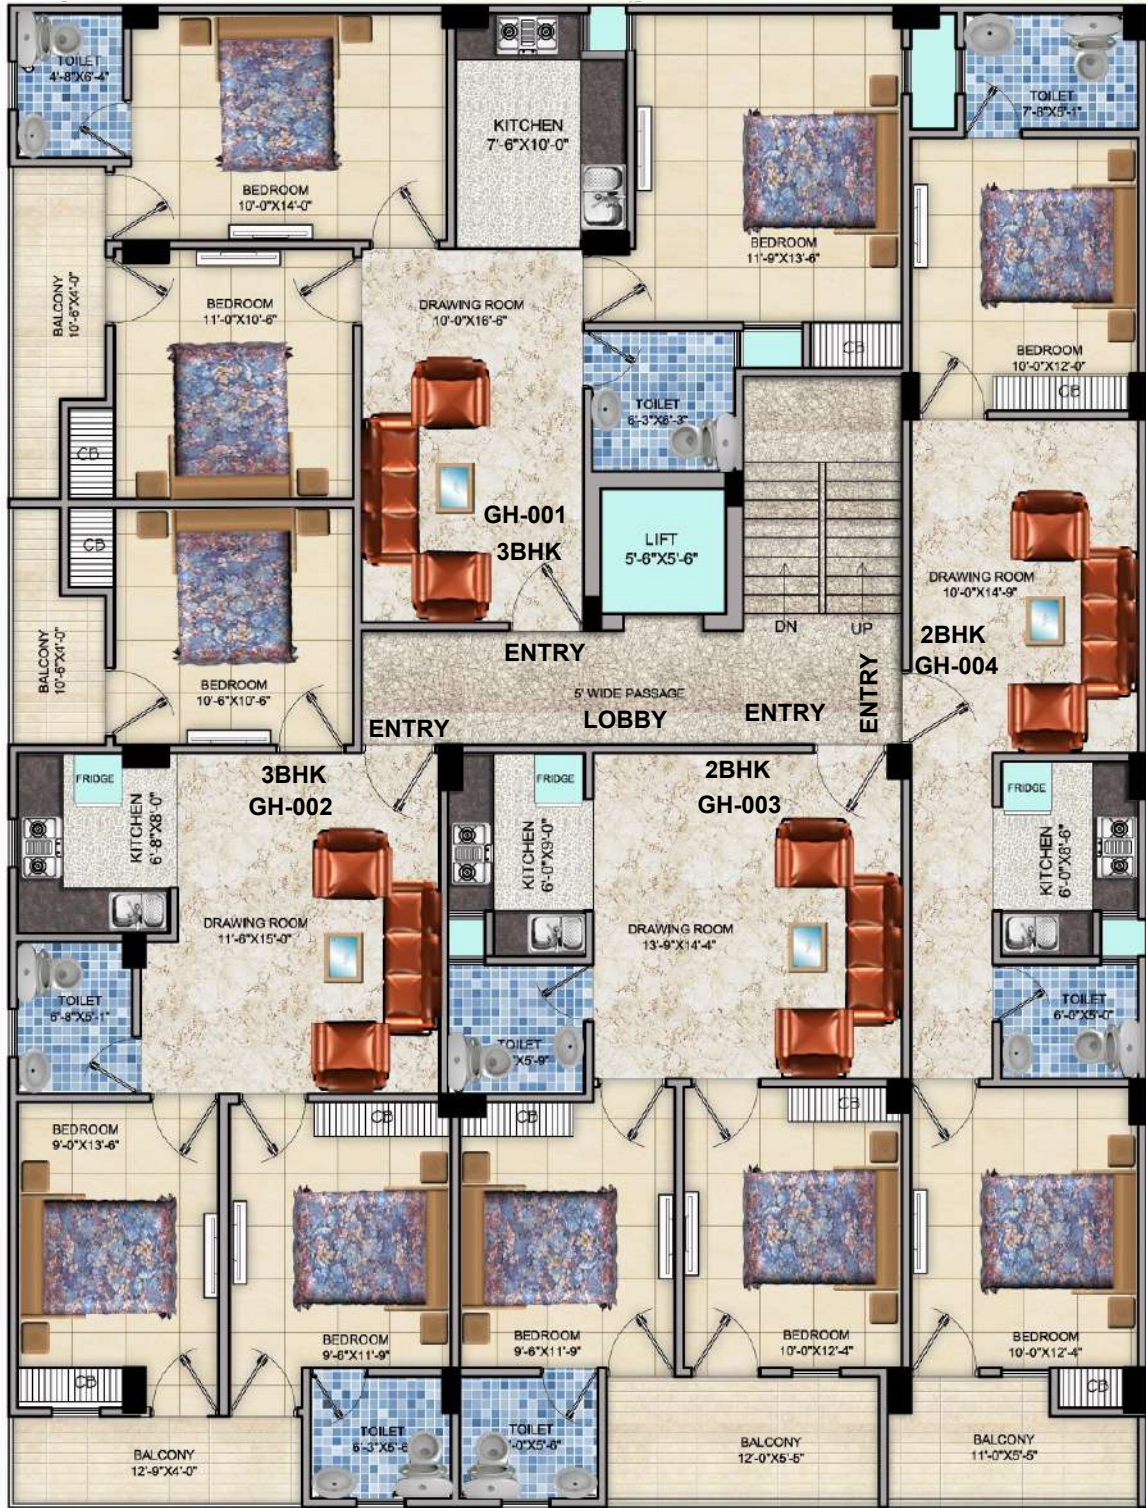 TOILET
4'-8"X6'-4"
BEDROOM
10'-0"X14'-0"
KITCHEN
7'-6"X10'-0"
BEDROOM
11'-9"X13'-6"
TOILET
7'-8"X5'-1"
BEDROOM
10'-0"X12'-0"
CB
BALCONY
10'-6"X4'-0"
BEDROOM
11'-0"X10'-6"
DRAWING ROOM
10'-0"X16'-6"
CB
TOILET
6'-3"X6'-3"
CB
GH-001
3BHK
LIFT
5'-6"X5'-6"
DRAWING ROOM
10'-0"X14'-9"
CB
BALCONY
10'-6"X4'-0"
BEDROOM
10'-6"X10'-6"
DN
UP
2BHK
GH-004
ENTRY
5' WIDE PASSAGE
LOBBY
ENTRY
ENTRY
ENTRY
FRIDGE
KITCHEN
6'-8"X8'-0"
3BHK
GH-002
FRIDGE
KITCHEN
6'-0"X9'-0"
2BHK
GH-003
FRIDGE
KITCHEN
6'-0"X8'-6"
DRAWING ROOM
11'-6"X15'-0"
DRAWING ROOM
13'-9"X14'-4"
TOILET
6'-8"X5'-1"
TOILET
X5'-9"
TOILET
6'-0"X5'-0"
BEDROOM
9'-0"X13'-6"
CB
CB
CB
BEDROOM
9'-6"X11'-9"
BEDROOM
9'-6"X11'-9"
BEDROOM
10'-0"X12'-4"
BEDROOM
10'-0"X12'-4"
CB
CB
BALCONY
12'-9"X4'-0"
TOILET
6'-3"X5'-6
TOILET
'-0"X5'-6"
BALCONY
12'-0"X5'-5"
BALCONY
11'-0"X5'-5"